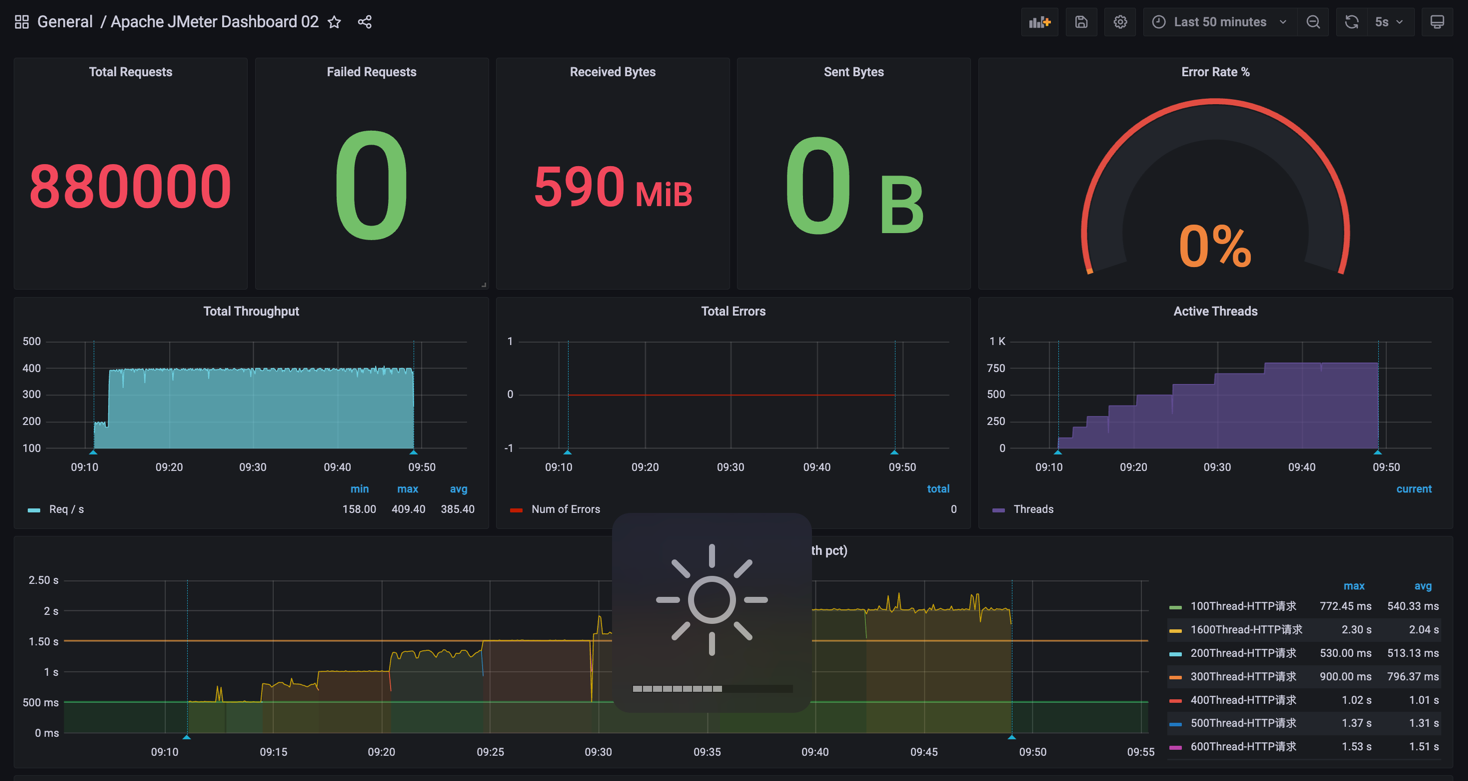 General / Apache JMeter Dashboard 02
Last 50 minutes
5s
Total Requests
880000
Failed Requests
0
Received Bytes
590 MiB
Sent Bytes
0 B
Error Rate %
0%
Total Throughput
500
400
300
200
100
09:10 09:20 09:30 09:40 09:50
min max avg
Req / s 158.00 409.40 385.40
Total Errors
1
0
-1
09:10 09:20 09:30 09:40 09:50
total
Num of Errors 0
Active Threads
1 K
750
500
250
0
09:10 09:20 09:30 09:40 09:50
current
Threads
th pct)
2.50 s
2 s
1.50 s
1 s
500 ms
0 ms
09:10 09:15 09:20 09:25 09:30 09:35 09:40 09:45 09:50 09:55
max avg
100Thread-HTTP请求 772.45 ms 540.33 ms
1600Thread-HTTP请求 2.30 s 2.04 s
200Thread-HTTP请求 530.00 ms 513.13 ms
300Thread-HTTP请求 900.00 ms 796.37 ms
400Thread-HTTP请求 1.02 s 1.01 s
500Thread-HTTP请求 1.37 s 1.31 s
600Thread-HTTP请求 1.53 s 1.51 s